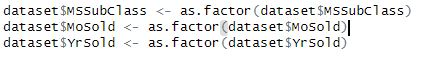 dataset$MSSubClass <- as.factor(dataset$MSSubClass)
dataset$MoSold <- as.factor(dataset$MoSold)
dataset$YrSold <- as.factor(dataset$YrSold)